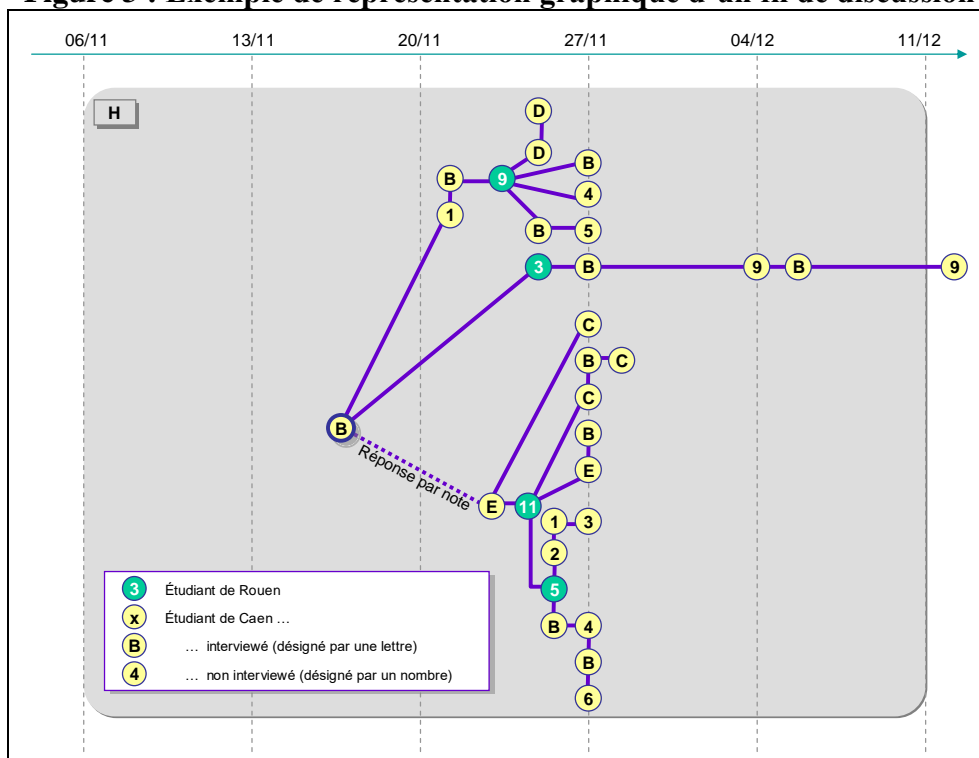 Figure 3 : Exemple de représentation graphique d'un fil de discussion
06/11 13/11 20/11 27/11 04/12 11/12
H
D
D
B
B 9
4
1
B 5
3 B 9 B 9
C
B C
C
B
B
Réponse par note
E
E 11
1 3
2
5
B 4
B
6
3 Étudiant de Rouen
x Étudiant de Caen …
B … interviewé (désigné par une lettre)
4 … non interviewé (désigné par un nombre)